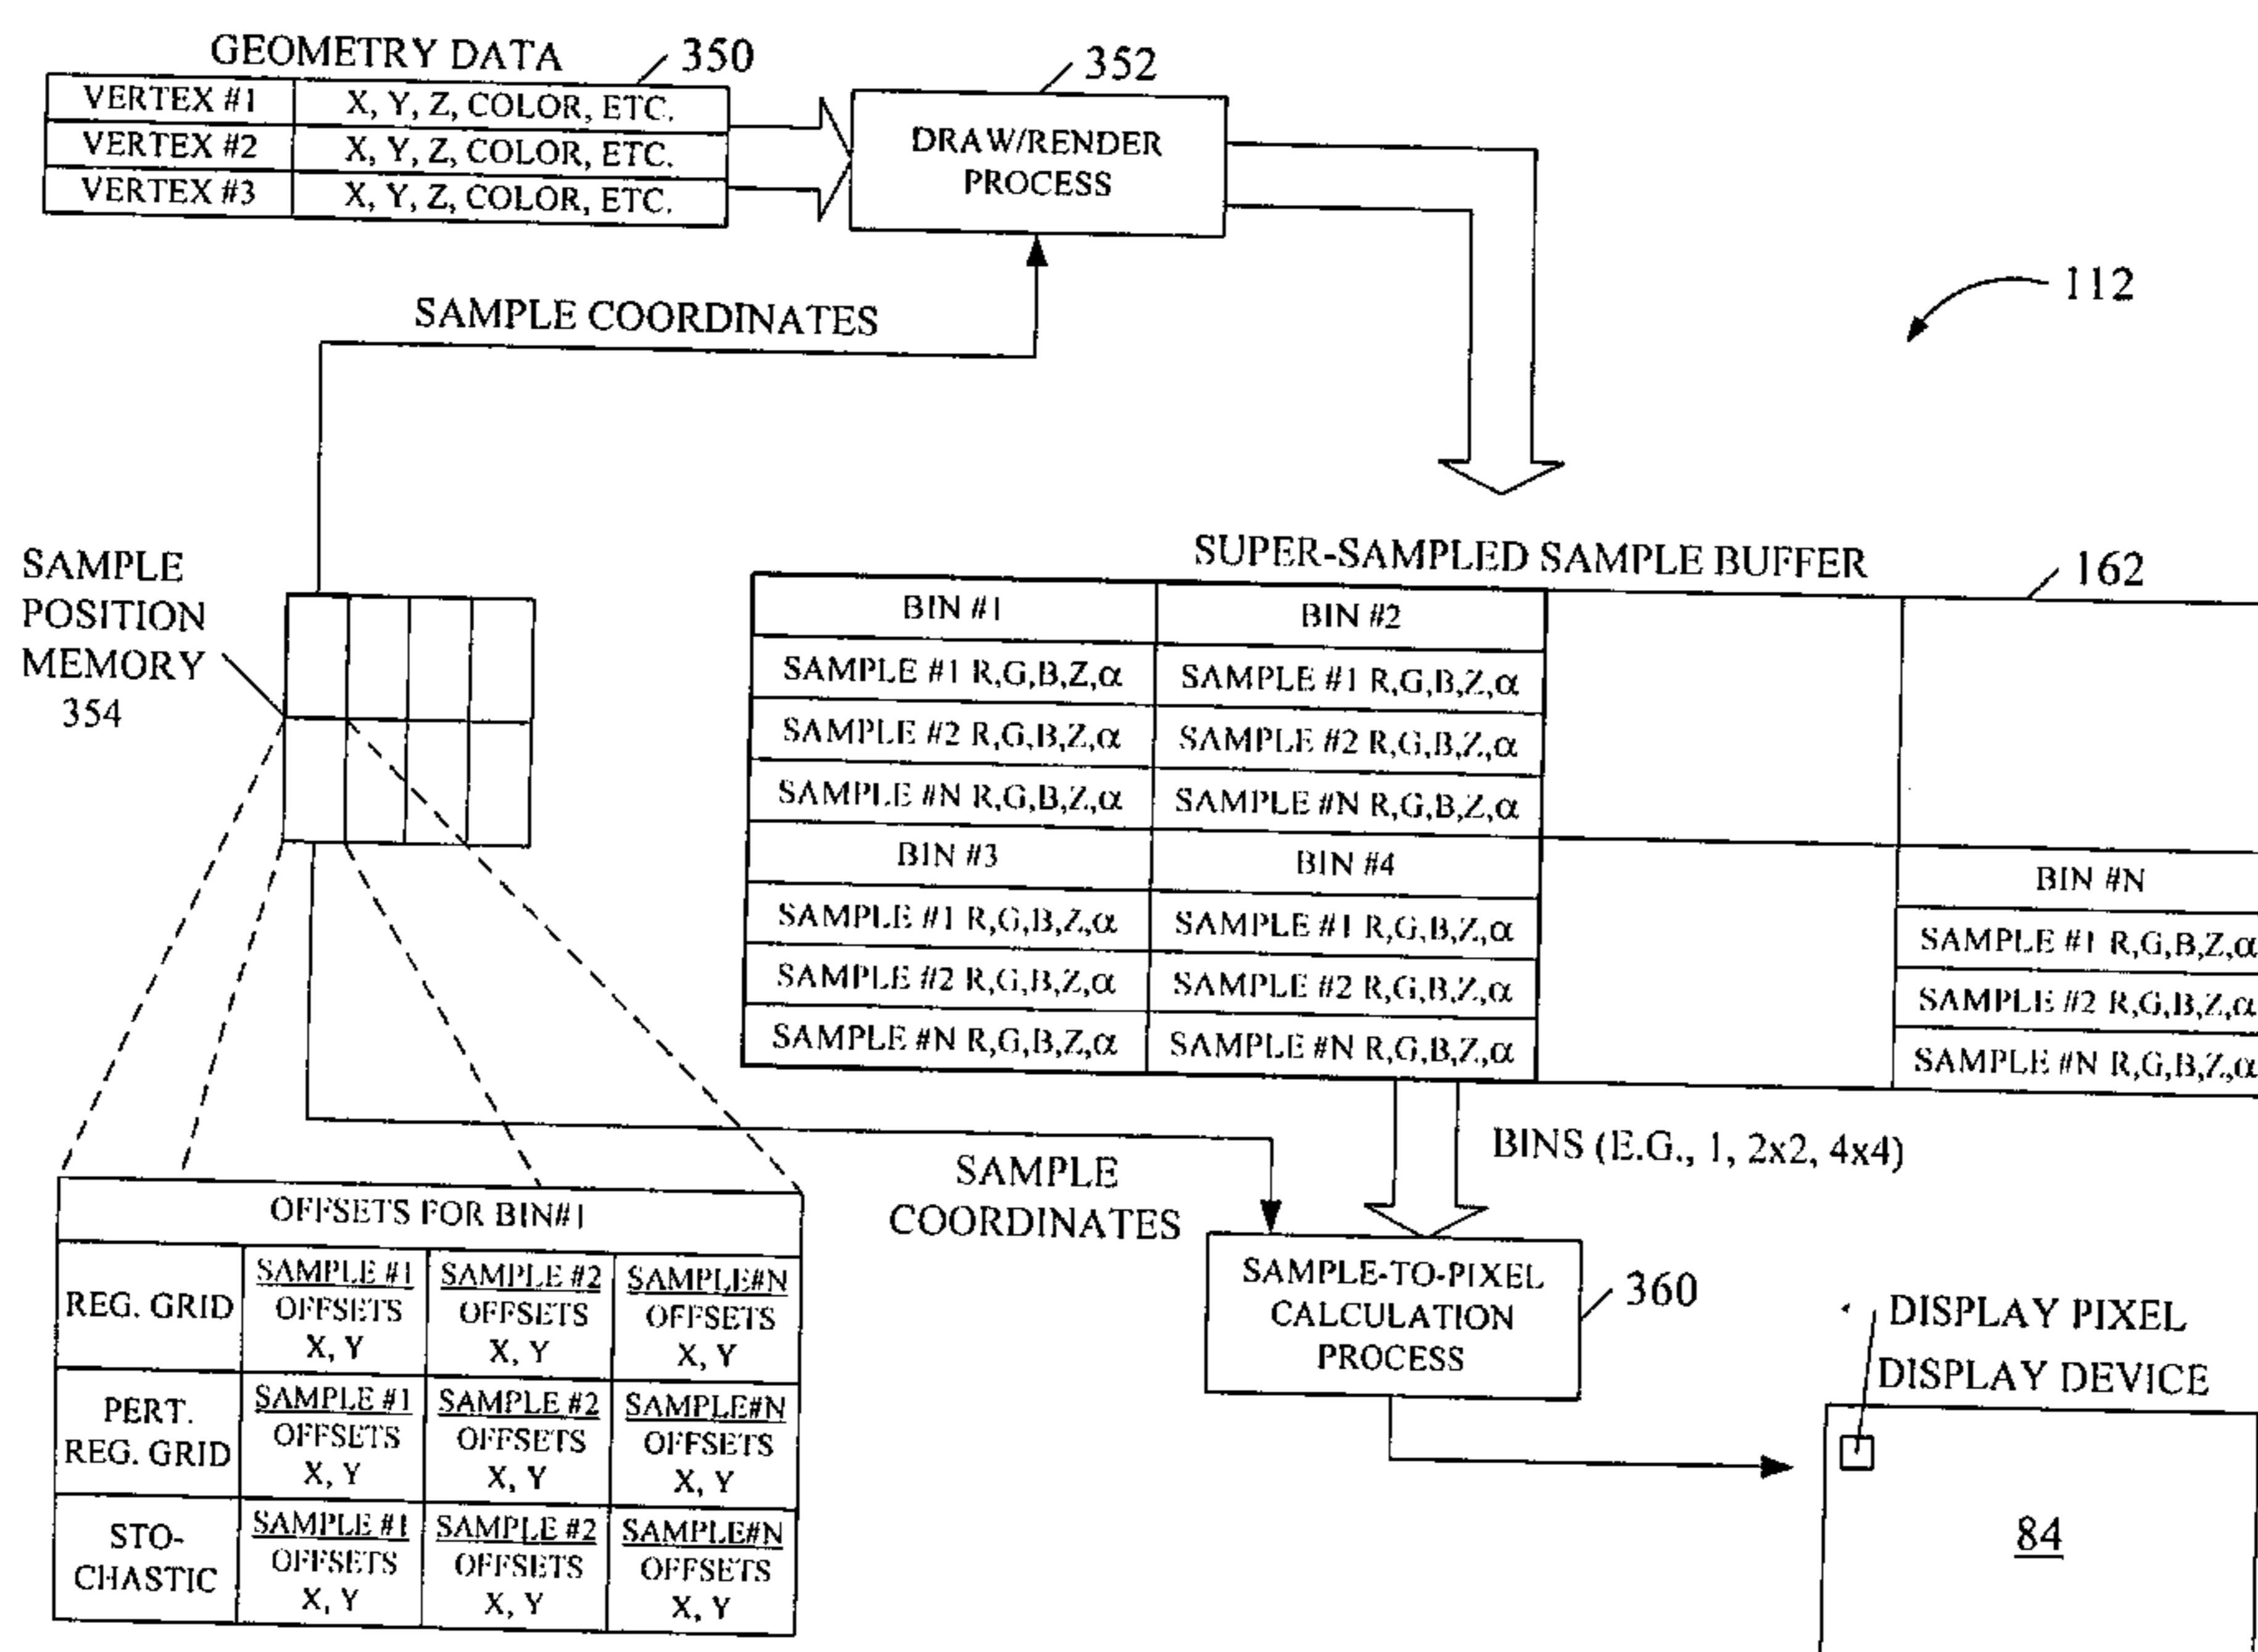 GEOMETRY DATA
350
VERTEX #1 X, Y, Z, COLOR, ETC.
VERTEX #2 X, Y, Z, COLOR, ETC.
VERTEX #3 X, Y, Z, COLOR, ETC.
352
DRAW/RENDER
PROCESS
112
SAMPLE COORDINATES
SAMPLE
POSITION
MEMORY
354
SUPER-SAMPLED SAMPLE BUFFER
162
BIN #1 BIN #2
SAMPLE #1 R,G,B,Z,α SAMPLE #1 R,G,B,Z,α
SAMPLE #2 R,G,B,Z,α SAMPLE #2 R,G,B,Z,α
SAMPLE #N R,G,B,Z,α SAMPLE #N R,G,B,Z,α
BIN #3 BIN #4 BIN #N
SAMPLE #1 R,G,B,Z,α SAMPLE #1 R,G,B,Z,α SAMPLE #1 R,G,B,Z,α
SAMPLE #2 R,G,B,Z,α SAMPLE #2 R,G,B,Z,α SAMPLE #2 R,G,B,Z,α
SAMPLE #N R,G,B,Z,α SAMPLE #N R,G,B,Z,α SAMPLE #N R,G,B,Z,α
BINS (E.G., 1, 2x2, 4x4)
SAMPLE
COORDINATES
OFFSETS FOR BIN#1
REG. GRID
SAMPLE #1
OFFSETS
X, Y
SAMPLE #2
OFFSETS
X, Y
SAMPLE#N
OFFSETS
X, Y
PERT.
REG. GRID
SAMPLE #1
OFFSETS
X, Y
SAMPLE #2
OFFSETS
X, Y
SAMPLE#N
OFFSETS
X, Y
STO-
CHASTIC
SAMPLE #1
OFFSETS
X, Y
SAMPLE #2
OFFSETS
X, Y
SAMPLE#N
OFFSETS
X, Y
SAMPLE-TO-PIXEL
CALCULATION
PROCESS
360
DISPLAY PIXEL
DISPLAY DEVICE
84